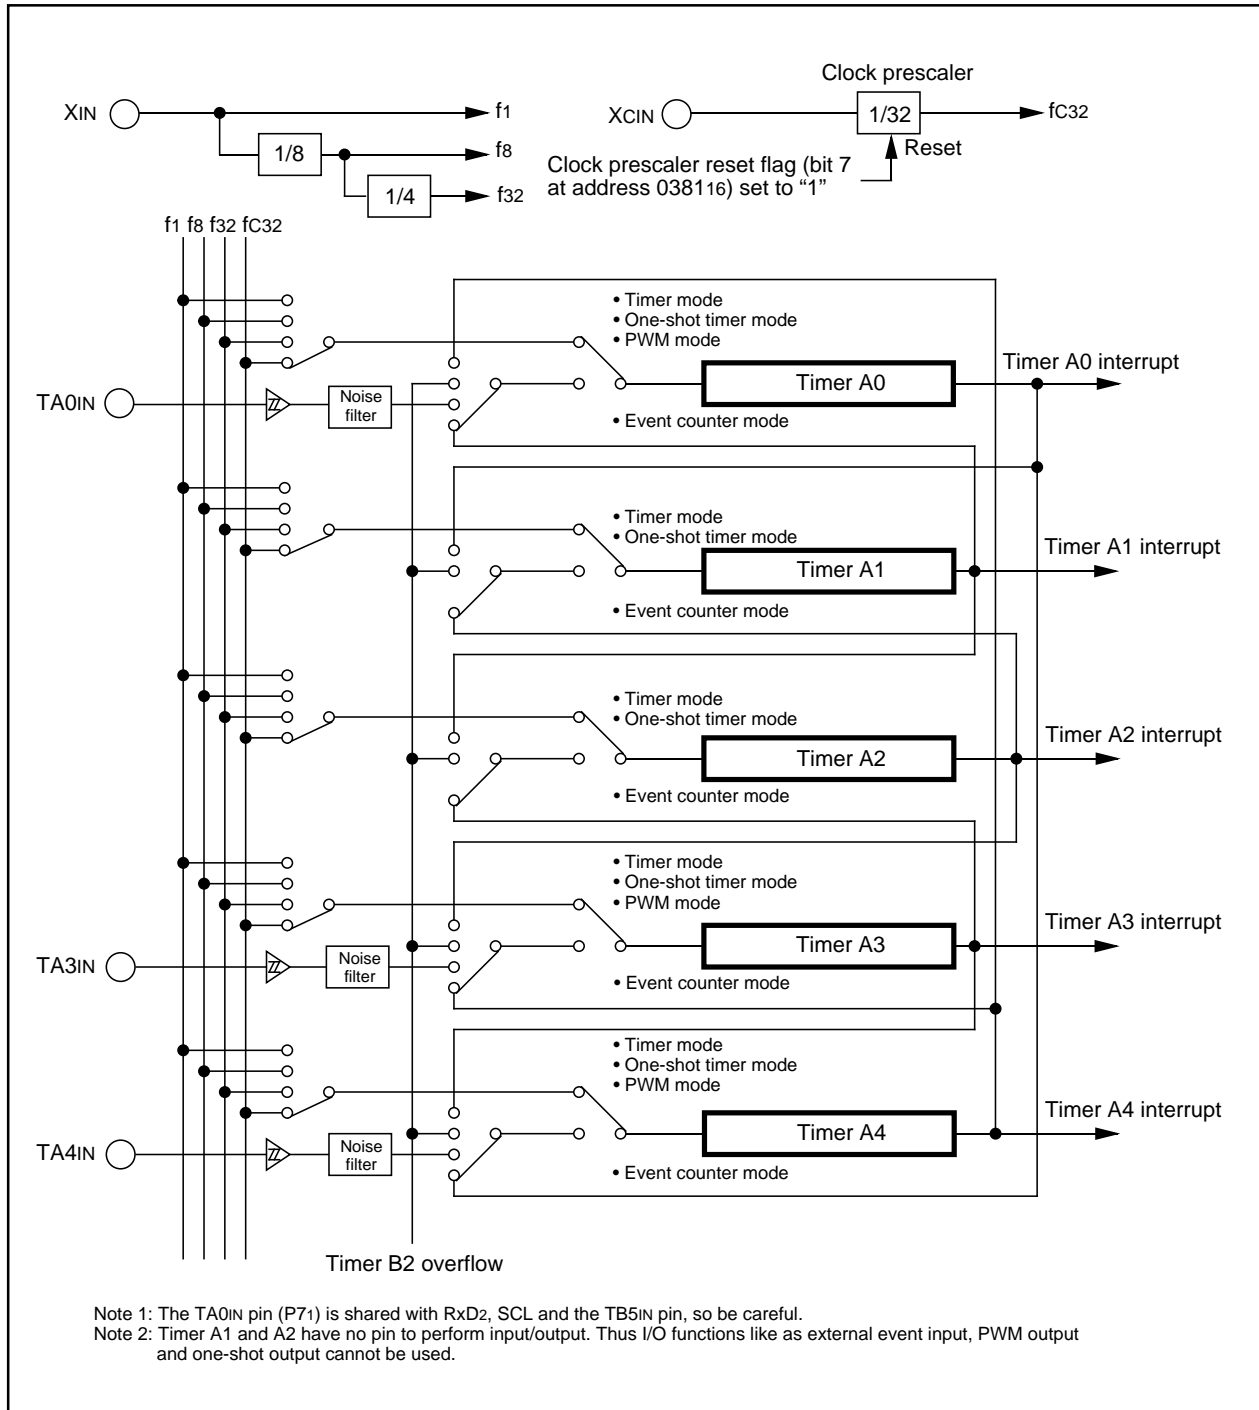 Clock prescaler
XIN
f1
XCIN
1/32
fC32
1/8
f8
Reset
Clock prescaler reset flag (bit 7
at address 038116) set to “1”
1/4
f32
f1 f8 f32 fC32
• Timer mode
• One-shot timer mode
• PWM mode
Timer A0
Timer A0 interrupt
TA0IN
Noise
filter
• Event counter mode
• Timer mode
• One-shot timer mode
Timer A1
Timer A1 interrupt
• Event counter mode
• Timer mode
• One-shot timer mode
Timer A2
Timer A2 interrupt
• Event counter mode
• Timer mode
• One-shot timer mode
• PWM mode
Timer A3
Timer A3 interrupt
TA3IN
Noise
filter
• Event counter mode
• Timer mode
• One-shot timer mode
• PWM mode
Timer A4
Timer A4 interrupt
TA4IN
Noise
filter
• Event counter mode
Timer B2 overflow
Note 1: The TA0IN pin (P71) is shared with RxD2, SCL and the TB5IN pin, so be careful.
Note 2: Timer A1 and A2 have no pin to perform input/output. Thus I/O functions like as external event input, PWM output
and one-shot output cannot be used.